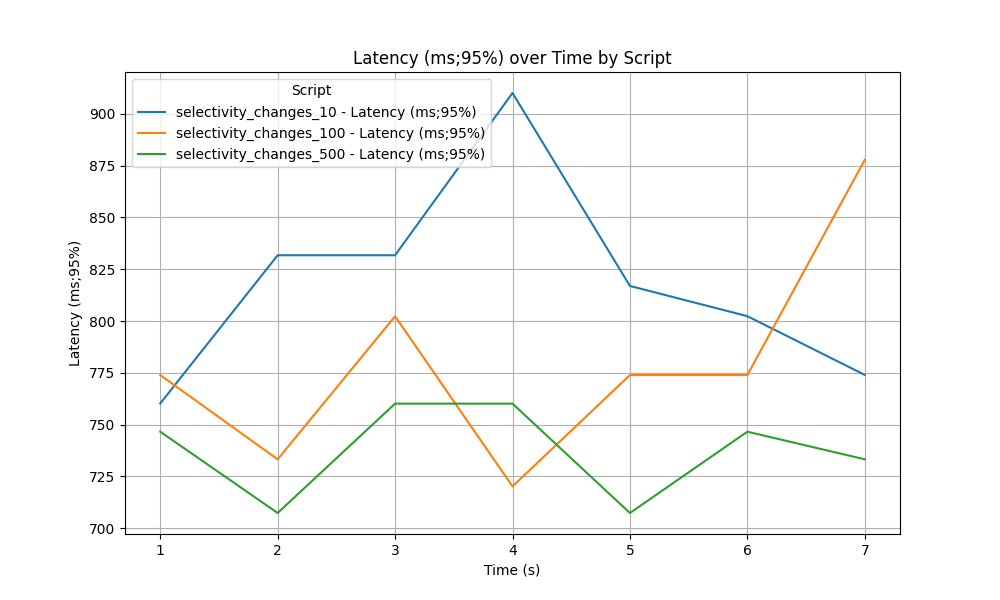 Latency (ms;95%) over Time by Script
Script
selectivity_changes_10 - Latency (ms;95%)
selectivity_changes_100 - Latency (ms;95%)
selectivity_changes_500 - Latency (ms;95%)
Latency (ms;95%)
900
875
850
825
800
775
750
725
700
1 2 3 4 5 6 7
Time (s)